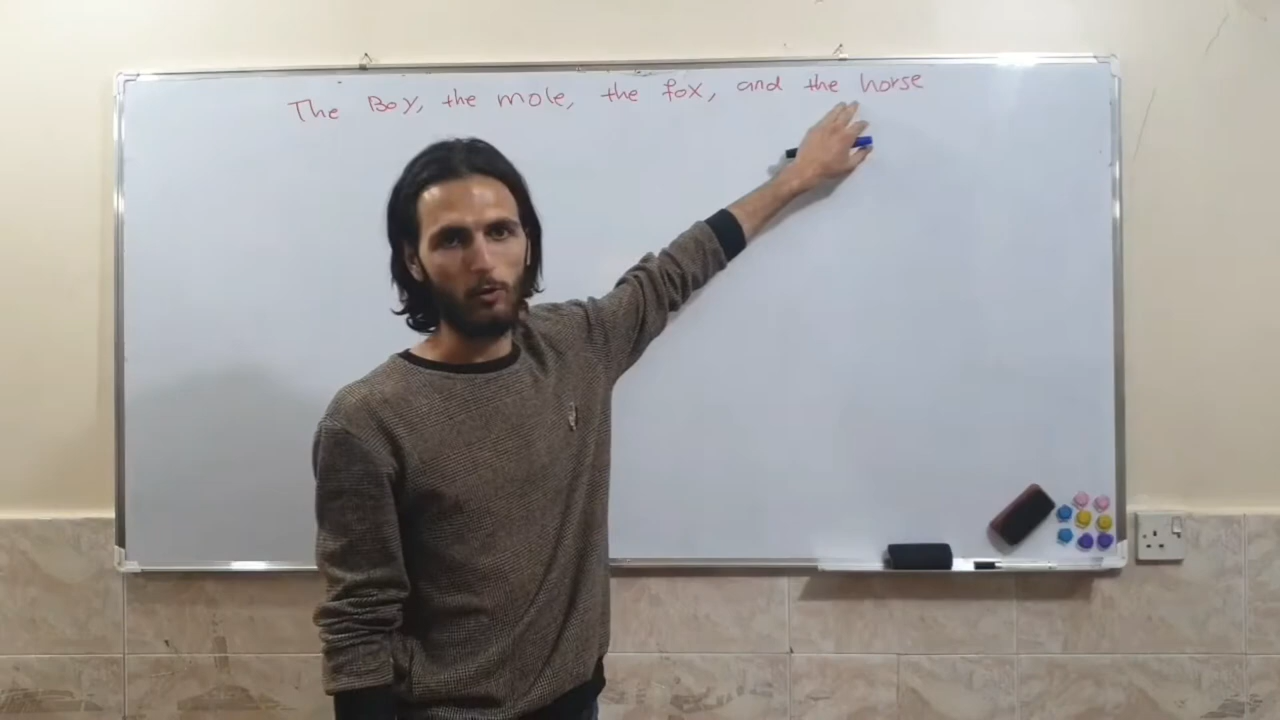 The Boy, the mole, the fox, and the horse